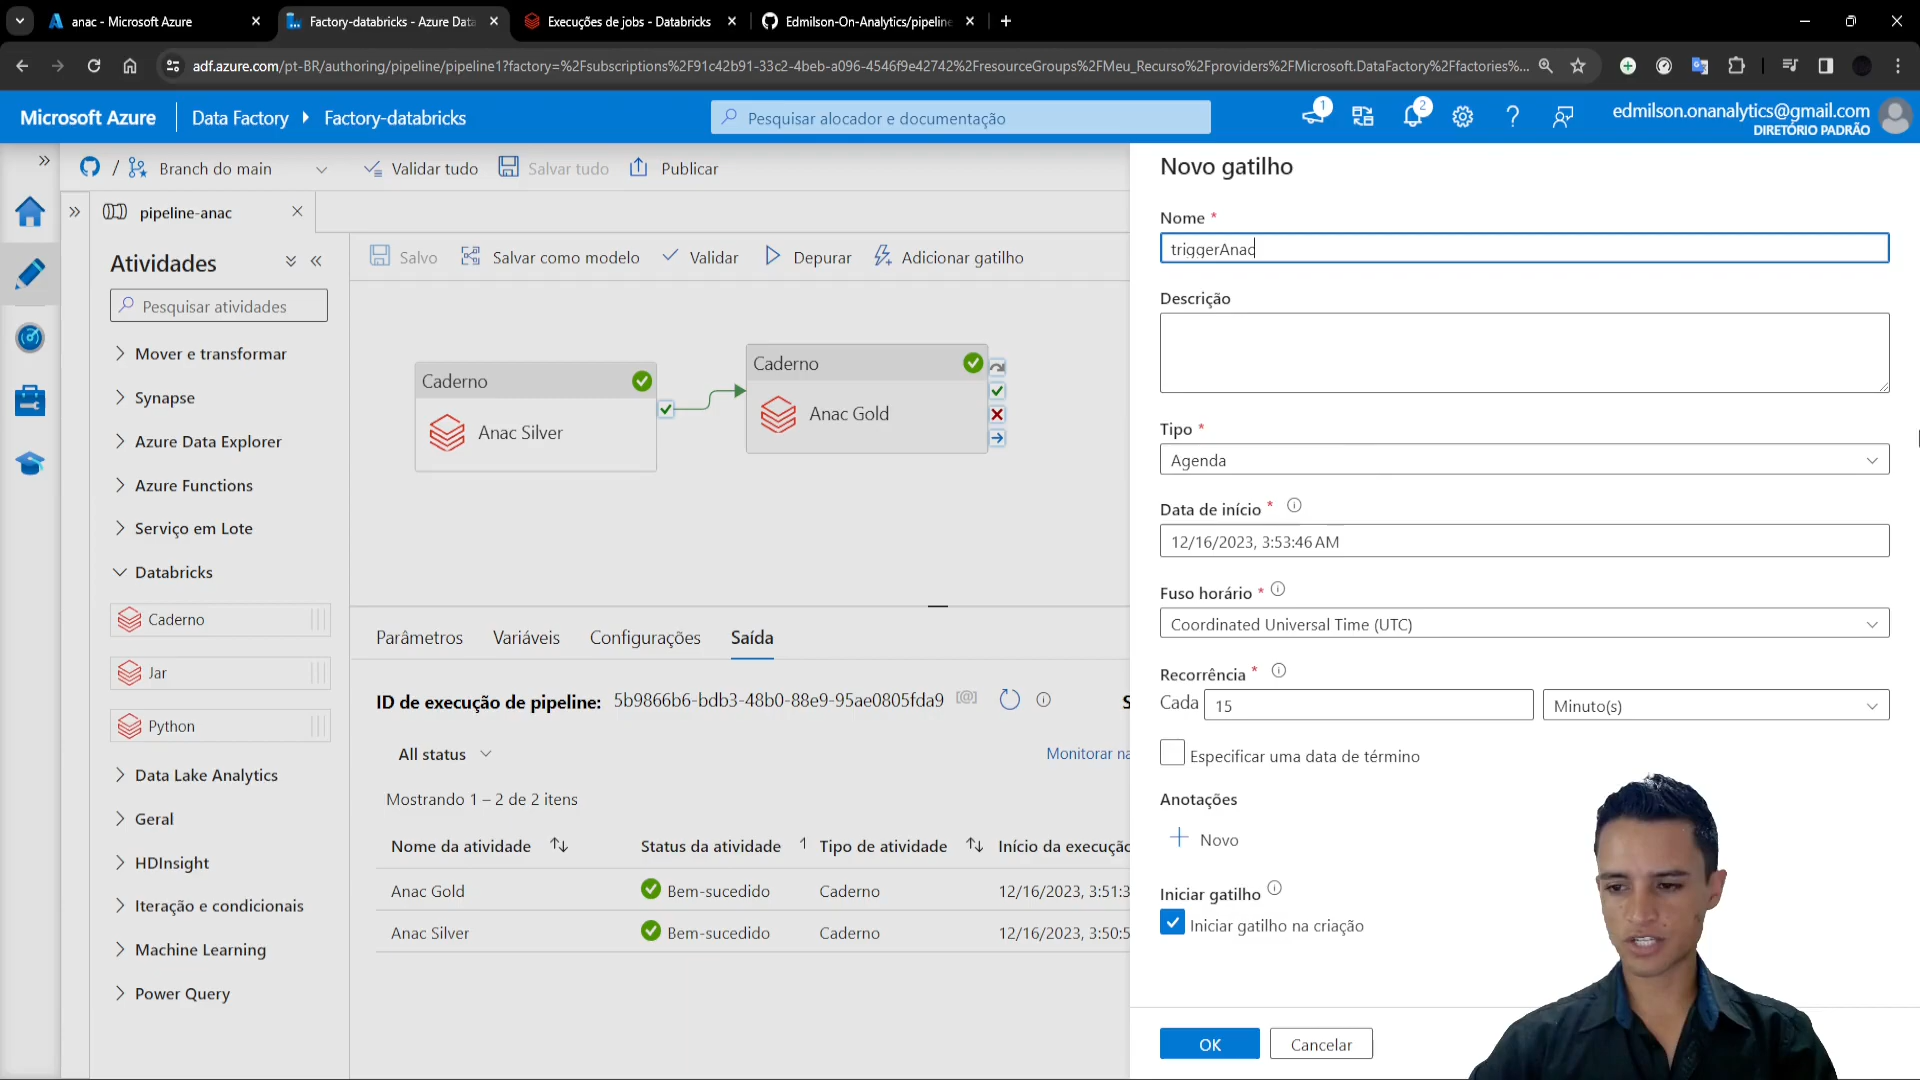 anac - Microsoft Azure
Factory-databricks - Azure Data
Execuções de jobs - Databricks
Edmilson-On-Analytics/pipeline
adf.azure.com/pt-BR/authoring/pipeline/pipeline1?factory=%2Fsubscriptions%2F91c42b91-33c2-4beb-a096-4546f9e42742%2FresourceGroups%2FMeu_Recurso%2Fproviders%2FMicrosoft.DataFactory%2Ffactories%...
Microsoft Azure
Data Factory
Factory-databricks
Pesquisar alocador e documentação
1
2
edmilson.onanalytics@gmail.com
DIRETÓRIO PADRÃO
/
Branch do main
Validar tudo
Salvar tudo
Publicar
pipeline-anac
Atividades
Pesquisar atividades
Mover e transformar
Synapse
Azure Data Explorer
Azure Functions
Serviço em Lote
Databricks
Caderno
Jar
Python
Data Lake Analytics
Geral
HDInsight
Iteração e condicionais
Machine Learning
Power Query
Salvo
Salvar como modelo
Validar
Depurar
Adicionar gatilho
Caderno
Anac Silver
Caderno
Anac Gold
Parâmetros
Variáveis
Configurações
Saída
ID de execução de pipeline: 5b9866b6-bdb3-48b0-88e9-95ae0805fda9 [@]
S
All status
Monitorar na
Mostrando 1 – 2 de 2 itens
Nome da atividade
Status da atividade
Tipo de atividade
Início da execução
Anac Gold
Bem-sucedido
Caderno
12/16/2023, 3:51:3
Anac Silver
Bem-sucedido
Caderno
12/16/2023, 3:50:5
Novo gatilho
Nome *
triggerAnac
Descrição
Tipo *
Agenda
Data de início *
12/16/2023, 3:53:46 AM
Fuso horário *
Coordinated Universal Time (UTC)
Recorrência *
Cada
15
Minuto(s)
Especificar uma data de término
Anotações
Novo
Iniciar gatilho
Iniciar gatilho na criação
OK
Cancelar